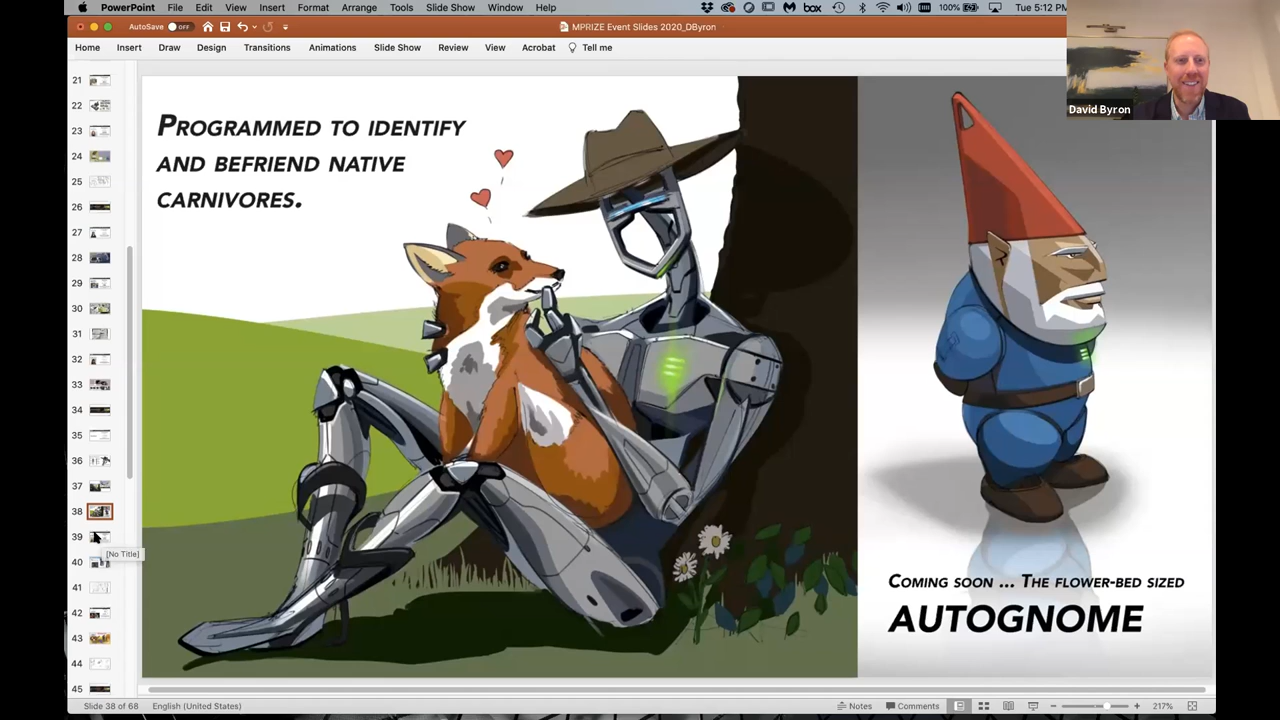 PowerPoint File Edit View Insert Format Arrange Tools Slide Show Window Help
box 100% Tue 5:12 P
AutoSave OFF
MPRIZE Event Slides 2020_DByron
Home Insert Draw Design Transitions Animations Slide Show Review View Acrobat Tell me
David Byron
PROGRAMMED TO IDENTIFY
AND BEFRIEND NATIVE
CARNIVORES.
COMING SOON ... THE FLOWER-BED SIZED
AUTOGNOME
21
22
23
24
25
26
27
28
29
30
31
32
33
34
35
36
37
38
39
[No Title]
40
41
42
43
44
45
Slide 38 of 68 English (United States) Notes Comments 217%